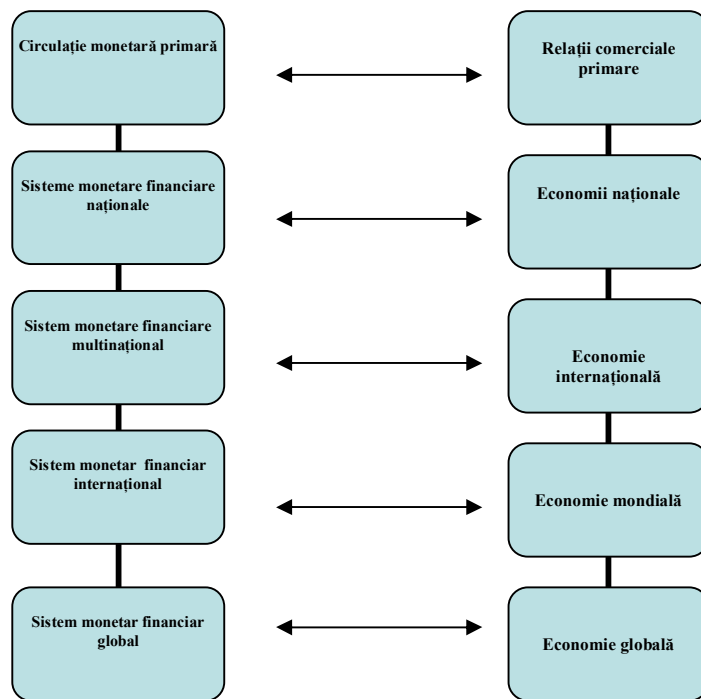 Circulație monetară primară
Relații comerciale
primare
Sisteme monetare financiare
naționale
Economii naționale
Sistem monetare financiare
multinațional
Economie
internațională
Sistem monetar  financiar
internațional
Economie mondială
Sistem monetar financiar
global
Economie globală